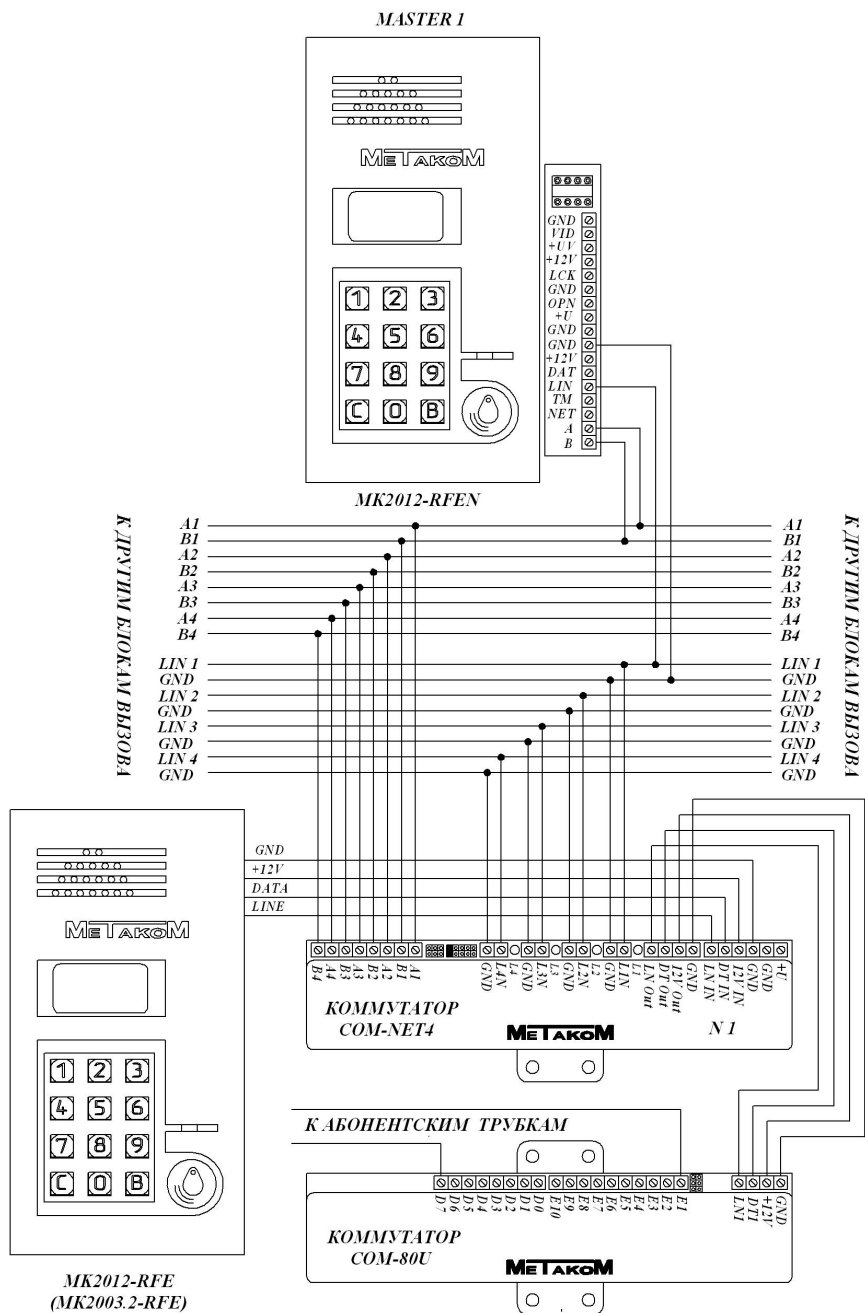 MASTER 1
МЕТАКОМ
GND
VID
+UV
+12V
LCK
GND
OPN
+U
GND
GND
+12V
DAT
LIN
TM
NET
A
B
1 2 3
4 5 6
7 8 9
C 0 B
MK2012-RFEN
К ДРУГИМ БЛОКАМ ВЫЗОВА
A1
B1
A2
B2
A3
B3
A4
B4
LIN 1
GND
LIN 2
GND
LIN 3
GND
LIN 4
GND
A1
B1
A2
B2
A3
B3
A4
B4
LIN 1
GND
LIN 2
GND
LIN 3
GND
LIN 4
GND
К ДРУГИМ БЛОКАМ ВЫЗОВА
GND
+12V
DATA
LINE
МЕТАКОМ
1 2 3
4 5 6
7 8 9
C 0 B
MK2012-RFE
(MK2003.2-RFE)
B4 A4 B3 A3 B2 A2 B1 A1 GND L4N L4 GND L3N L3 GND L2N L2 GND L1N L1 LN Out DT Out 12V Out GND LN IN DT IN 12V IN GND GND +U
КОММУТАТОР
COM-NET4
МЕТАКОМ
N 1
К АБОНЕНТСКИМ ТРУБКАМ
D7 D6 D5 D4 D3 D2 D1 D0 E10 E9 E8 E7 E6 E5 E4 E3 E2 E1 LN1 DT1 +12V GND
КОММУТАТОР
COM-80U
МЕТАКОМ